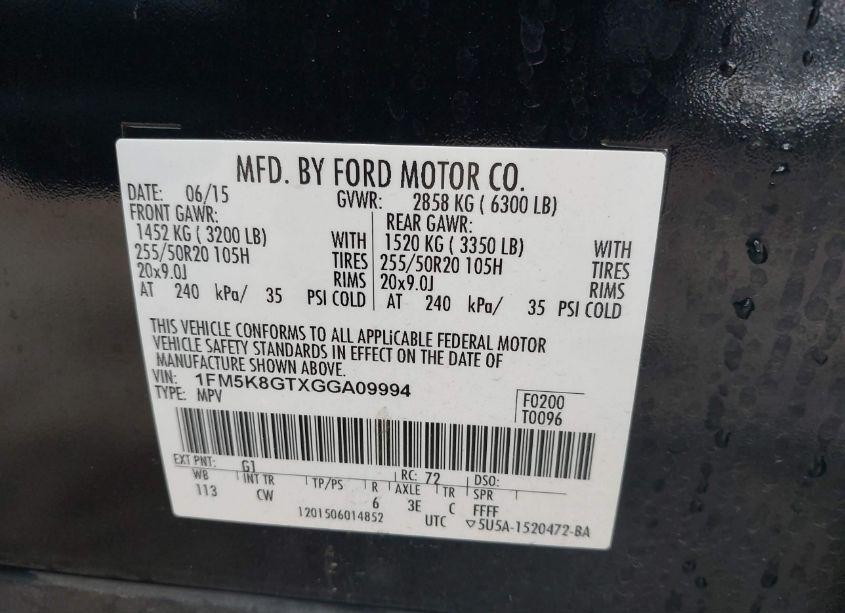 MFD. BY FORD MOTOR CO.
DATE: 06/15 GVWR: 2858 KG ( 6300 LB)
FRONT GAWR: REAR GAWR:
1452 KG ( 3200 LB) WITH 1520 KG ( 3350 LB) WITH
255/50R20 105H TIRES 255/50R20 105H TIRES
20x9.0J RIMS 20x9.0J RIMS
AT 240 kPa/ 35 PSI COLD AT 240 kPa/ 35 PSI COLD
THIS VEHICLE CONFORMS TO ALL APPLICABLE FEDERAL MOTOR
VEHICLE SAFETY STANDARDS IN EFFECT ON THE DATE OF
MANUFACTURE SHOWN ABOVE.
VIN: 1FM5K8GTXGGA09994
TYPE: MPV
F0200
T0096
EXT PNT: G1 RC: 72 DSO:
WB INT TR TP/PS R AXLE TR SPR
113 CW 6 3E C FFFF
1201506014852 UTC ▽5U5A-1520472-BA